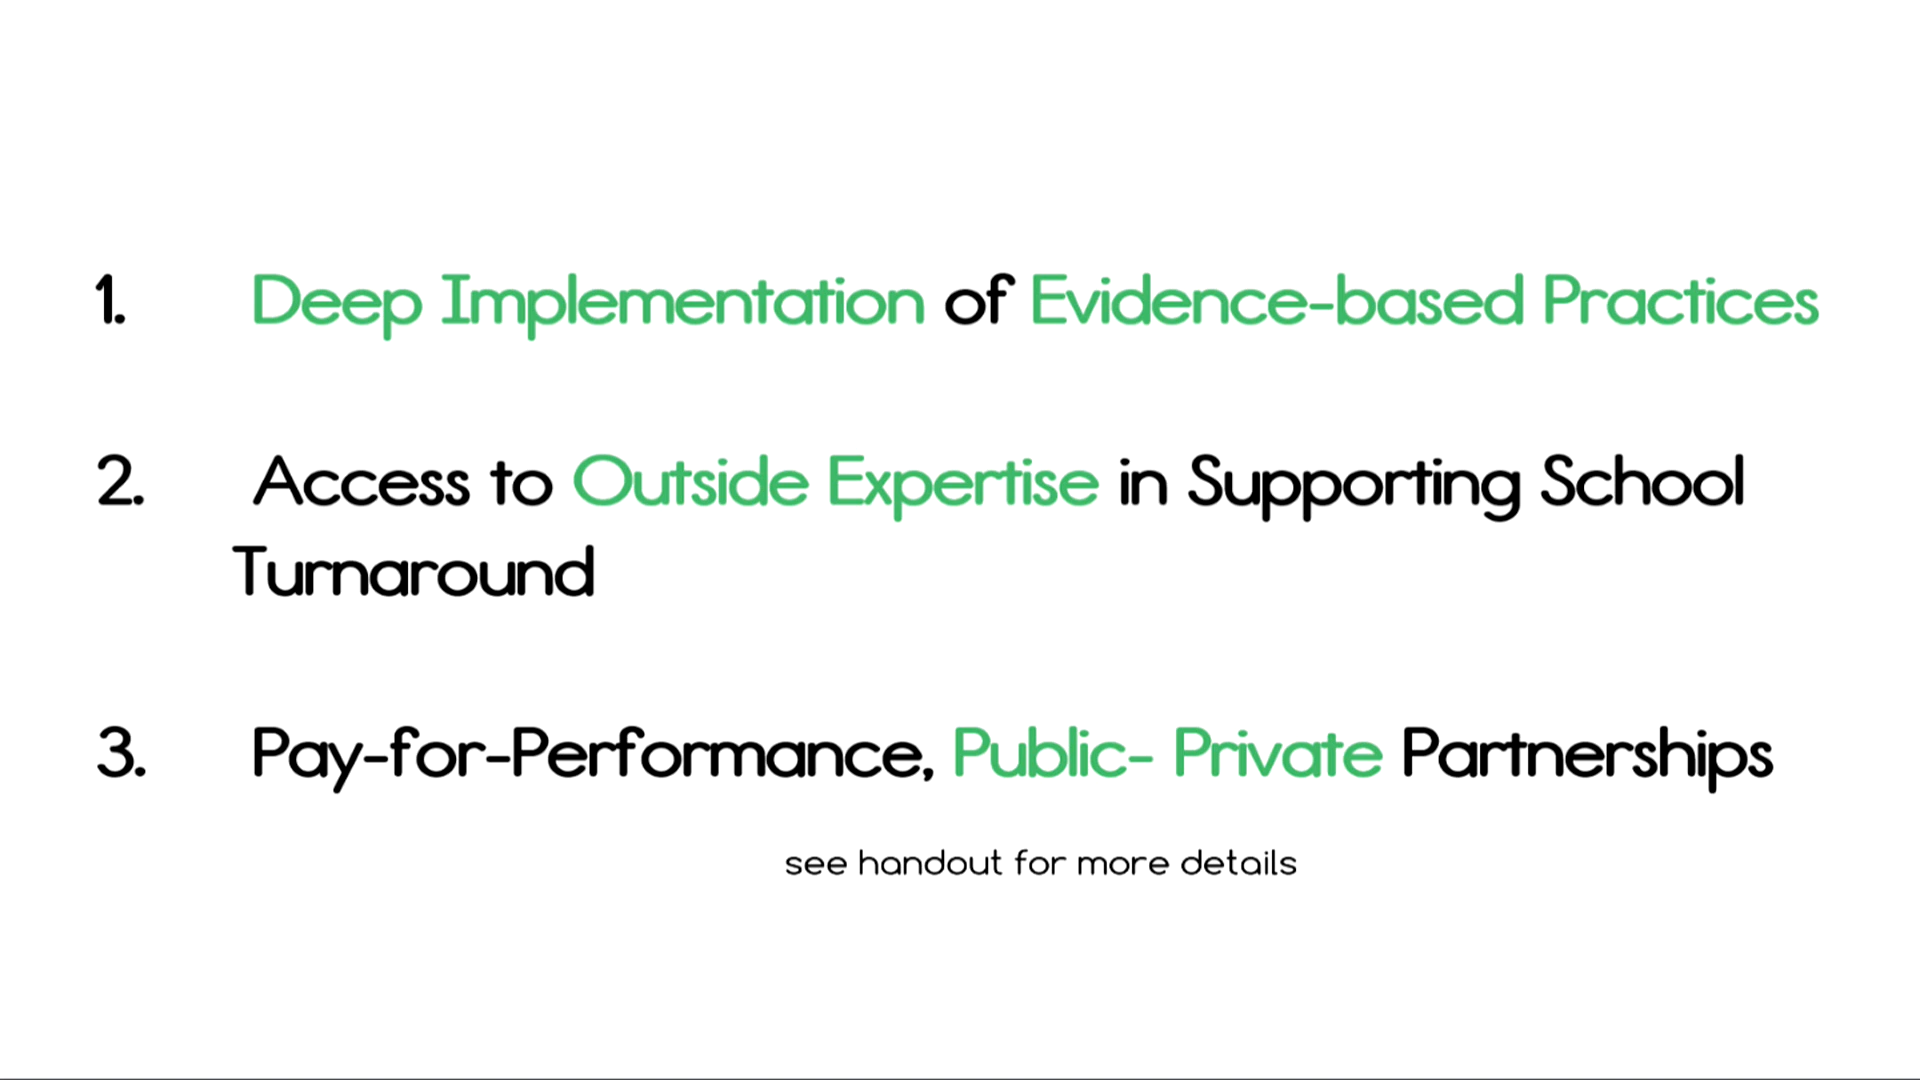 1. Deep Implementation of Evidence-based Practices
2. Access to Outside Expertise in Supporting School
Turnaround
3. Pay-for-Performance, Public- Private Partnerships
see handout for more details